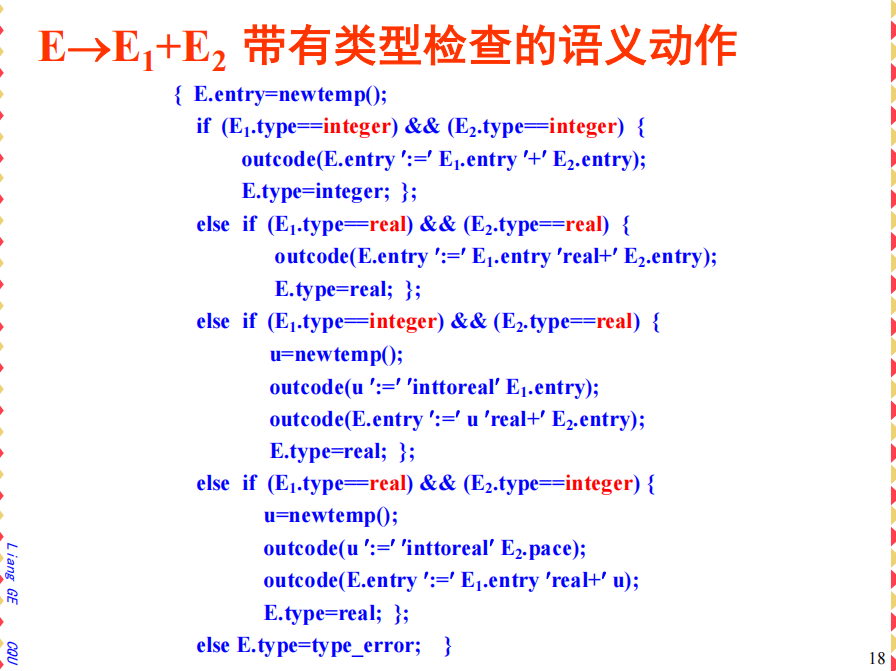 E→E₁+E₂ 带有类型检查的语义动作
{ E.entry=newtemp();
if (E₁.type==integer) && (E₂.type==integer) {
outcode(E.entry ′:=′ E₁.entry ′+′ E₂.entry);
E.type=integer; };
else if (E₁.type==real) && (E₂.type==real) {
outcode(E.entry ′:=′ E₁.entry ′real+′ E₂.entry);
E.type=real; };
else if (E₁.type==integer) && (E₂.type==real) {
u=newtemp();
outcode(u ′:=′ ′inttoreal′ E₁.entry);
outcode(E.entry ′:=′ u ′real+′ E₂.entry);
E.type=real; };
else if (E₁.type==real) && (E₂.type==integer) {
u=newtemp();
outcode(u ′:=′ ′inttoreal′ E₂.pace);
outcode(E.entry ′:=′ E₁.entry ′real+′ u);
E.type=real; };
else E.type=type_error; }
Liang GE CQU
18